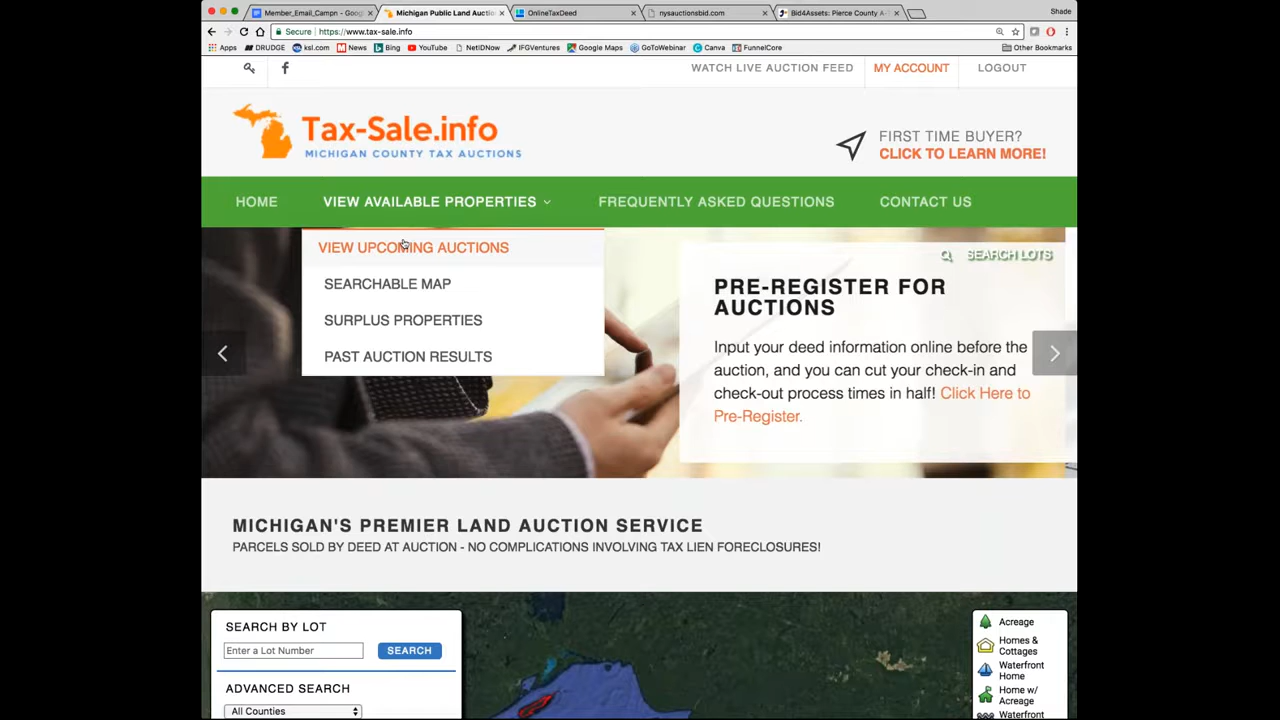 Member_Email_Campn - Goog
Michigan Public Land Auctio
OnlineTaxDeed
nysauctionsbid.com
Bid4Assets: Pierce County A-T
Shade
Secure https://www.tax-sale.info
Apps DRUDGE ksl.com News Bing YouTube NetIDNow IFGVentures Google Maps GoToWebinar Canva FunnelCore Other Bookmarks
WATCH LIVE AUCTION FEED MY ACCOUNT LOGOUT
Tax-Sale.info
MICHIGAN COUNTY TAX AUCTIONS
FIRST TIME BUYER?
CLICK TO LEARN MORE!
HOME VIEW AVAILABLE PROPERTIES FREQUENTLY ASKED QUESTIONS CONTACT US
VIEW UPCOMING AUCTIONS
SEARCHABLE MAP
SURPLUS PROPERTIES
PAST AUCTION RESULTS
SEARCH LOTS
PRE-REGISTER FOR
AUCTIONS
Input your deed information online before the
auction, and you can cut your check-in and
check-out process times in half! Click Here to
Pre-Register.
MICHIGAN'S PREMIER LAND AUCTION SERVICE
PARCELS SOLD BY DEED AT AUCTION - NO COMPLICATIONS INVOLVING TAX LIEN FORECLOSURES!
SEARCH BY LOT
Enter a Lot Number SEARCH
ADVANCED SEARCH
All Counties
Acreage
Homes &
Cottages
Waterfront
Home
Home w/
Acreage
Waterfront